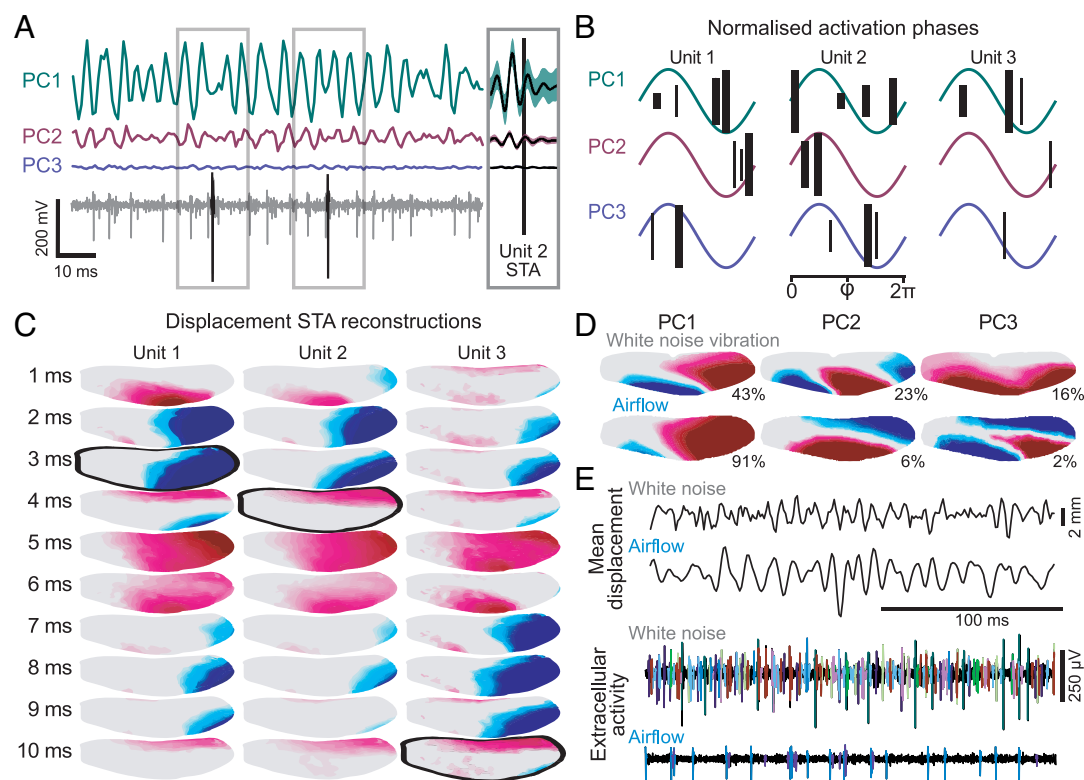 A
PC1
PC2
PC3
200 mV
10 ms
Unit 2
STA
B
Normalised activation phases
Unit 1
Unit 2
Unit 3
PC1
PC2
PC3
0
φ
2π
C
Displacement STA reconstructions
Unit 1
Unit 2
Unit 3
1 ms
2 ms
3 ms
4 ms
5 ms
6 ms
7 ms
8 ms
9 ms
10 ms
D
PC1
PC2
PC3
White noise vibration
43%
23%
16%
Airflow
91%
6%
2%
E
White noise
Airflow
Mean
displacement
2 mm
100 ms
White noise
Airflow
Extracellular
activity
250 μV